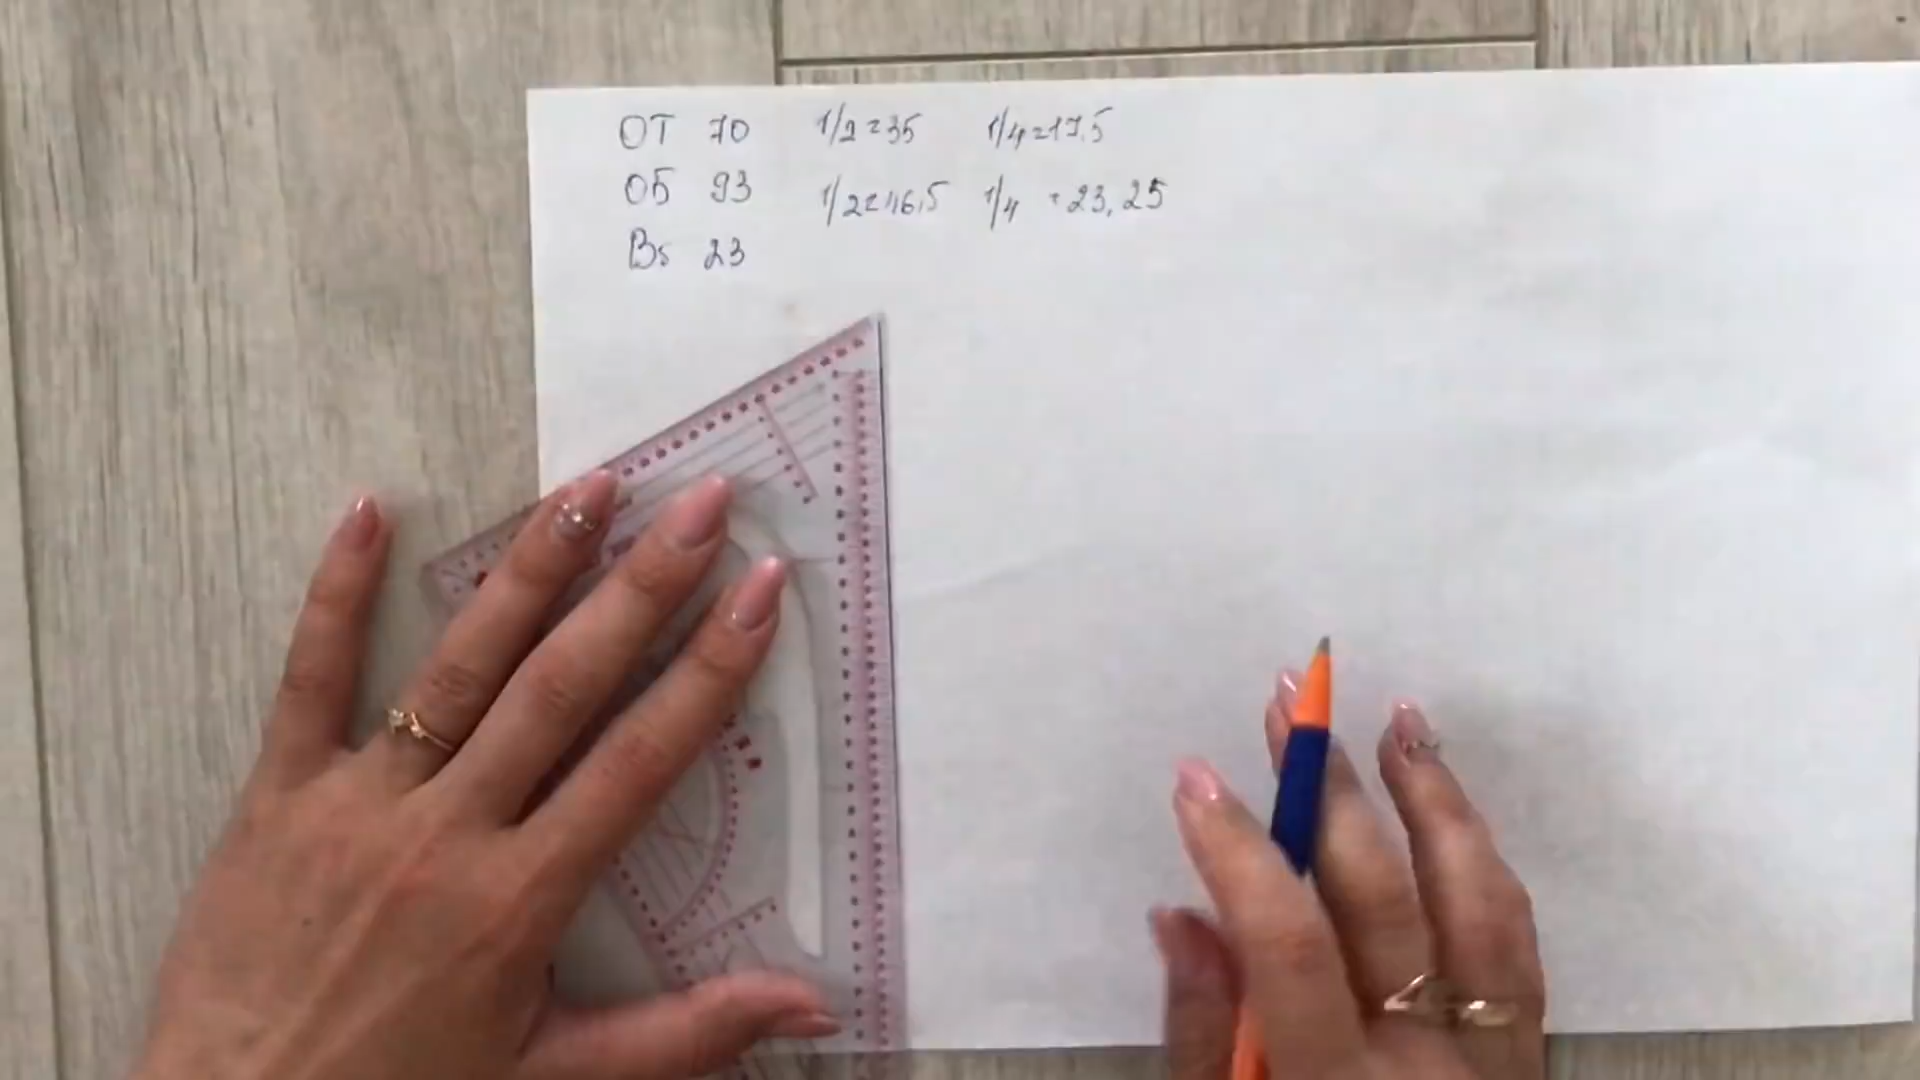 ОТ 70 1/2=35 1/4=17,5
ОБ 93 1/2=46,5 1/4 =23,25
Вs 23